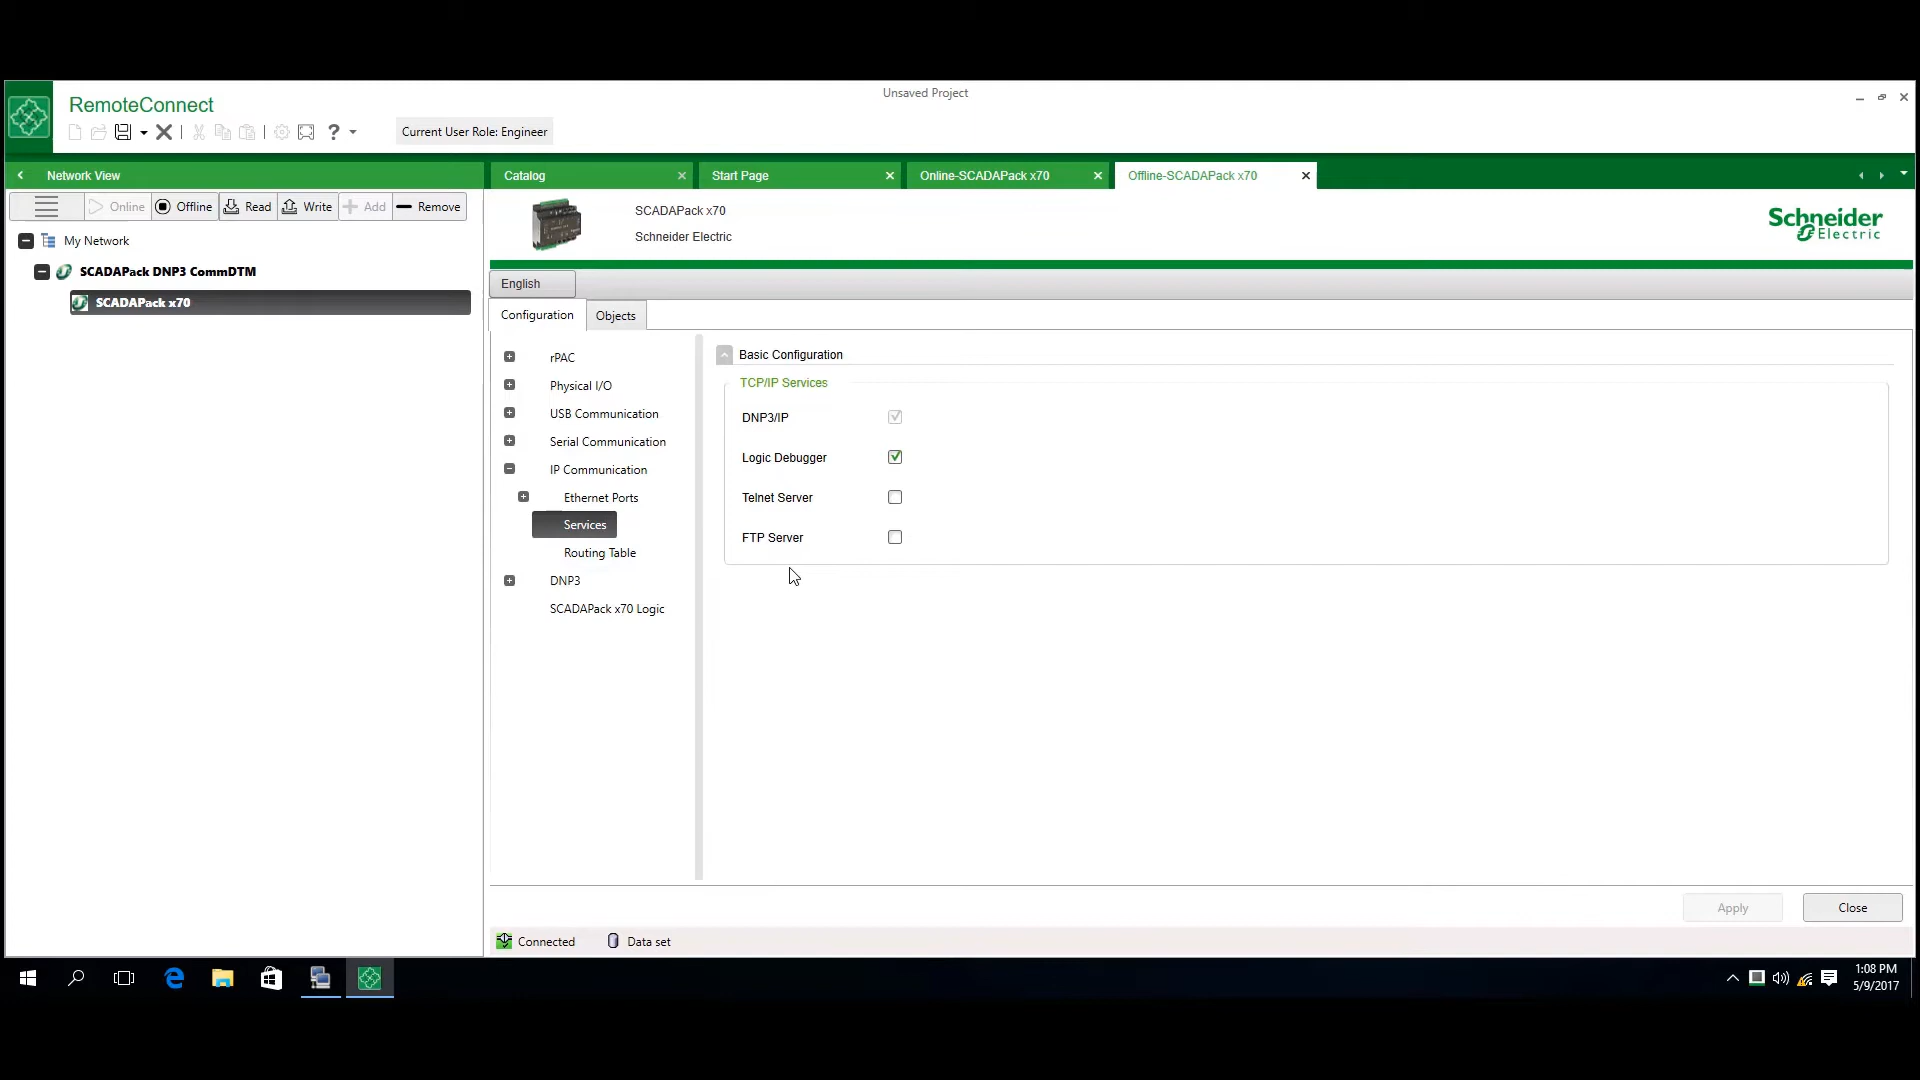 Unsaved Project
RemoteConnect
Current User Role: Engineer
Network View
Catalog
Start Page
Online-SCADAPack x70
Offline-SCADAPack x70
Online
Offline
Read
Write
Add
Remove
SCADAPack x70
Schneider Electric
Schneider
Electric
My Network
SCADAPack DNP3 CommDTM
SCADAPack x70
English
Configuration
Objects
rPAC
Physical I/O
USB Communication
Serial Communication
IP Communication
Ethernet Ports
Services
Routing Table
DNP3
SCADAPack x70 Logic
Basic Configuration
TCP/IP Services
DNP3/IP
Logic Debugger
Telnet Server
FTP Server
Apply
Close
Connected
Data set
1:08 PM
5/9/2017